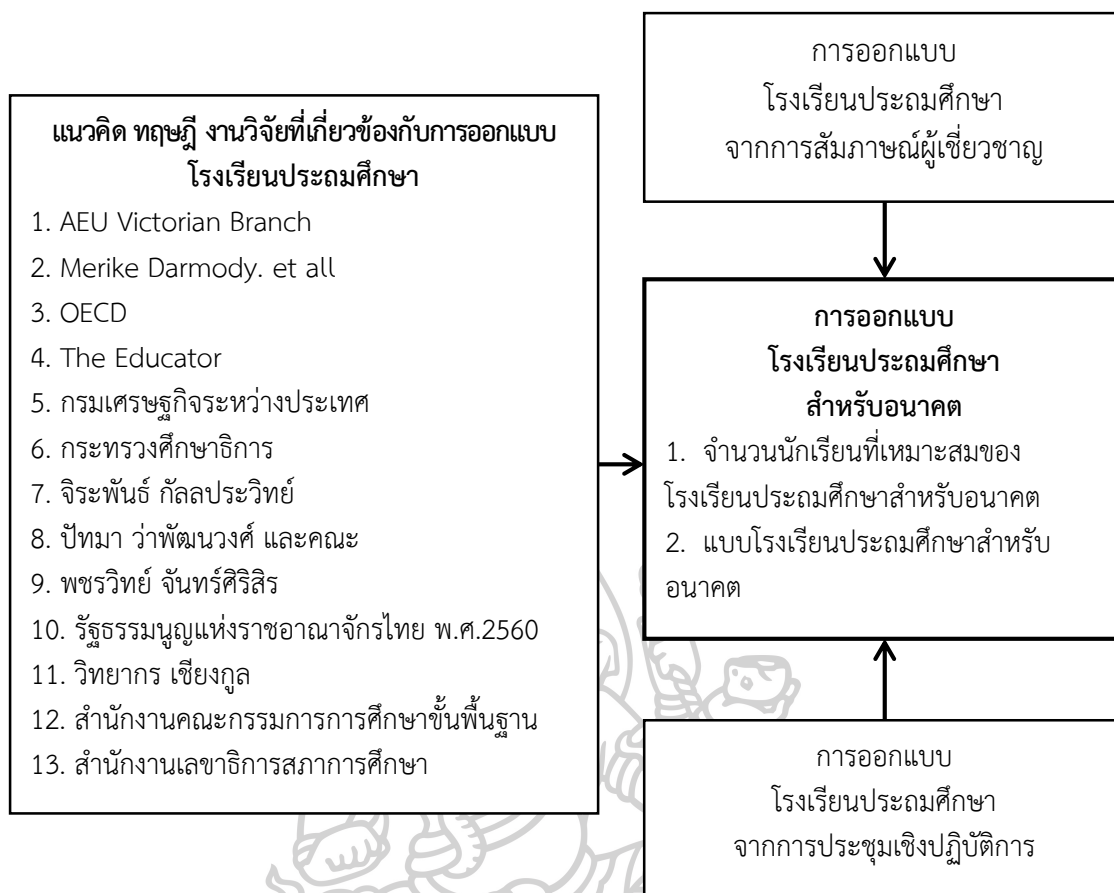 แนวคิด ทฤษฎี งานวิจัยที่เกี่ยวข้องกับการออกแบบ
โรงเรียนประถมศึกษา
1. AEU Victorian Branch
2. Merike Darmody. et all
3. OECD
4. The Educator
5. กรมเศรษฐกิจระหว่างประเทศ
6. กระทรวงศึกษาธิการ
7. จิระพันธ์ กัลลประวิทย์
8. ปัทมา ว่าพัฒนวงศ์ และคณะ
9. พชรวิทย์ จันทร์ศิริสิร
10. รัฐธรรมนูญแห่งราชอาณาจักรไทย พ.ศ.2560
11. วิทยากร เชียงกูล
12. สำนักงานคณะกรรมการการศึกษาขั้นพื้นฐาน
13. สำนักงานเลขาธิการสภาการศึกษา
การออกแบบ
โรงเรียนประถมศึกษา
จากการสัมภาษณ์ผู้เชี่ยวชาญ
การออกแบบ
โรงเรียนประถมศึกษา
สำหรับอนาคต
1. จำนวนนักเรียนที่เหมาะสมของ
โรงเรียนประถมศึกษาสำหรับอนาคต
2. แบบโรงเรียนประถมศึกษาสำหรับ
อนาคต
การออกแบบ
โรงเรียนประถมศึกษา
จากการประชุมเชิงปฏิบัติการ